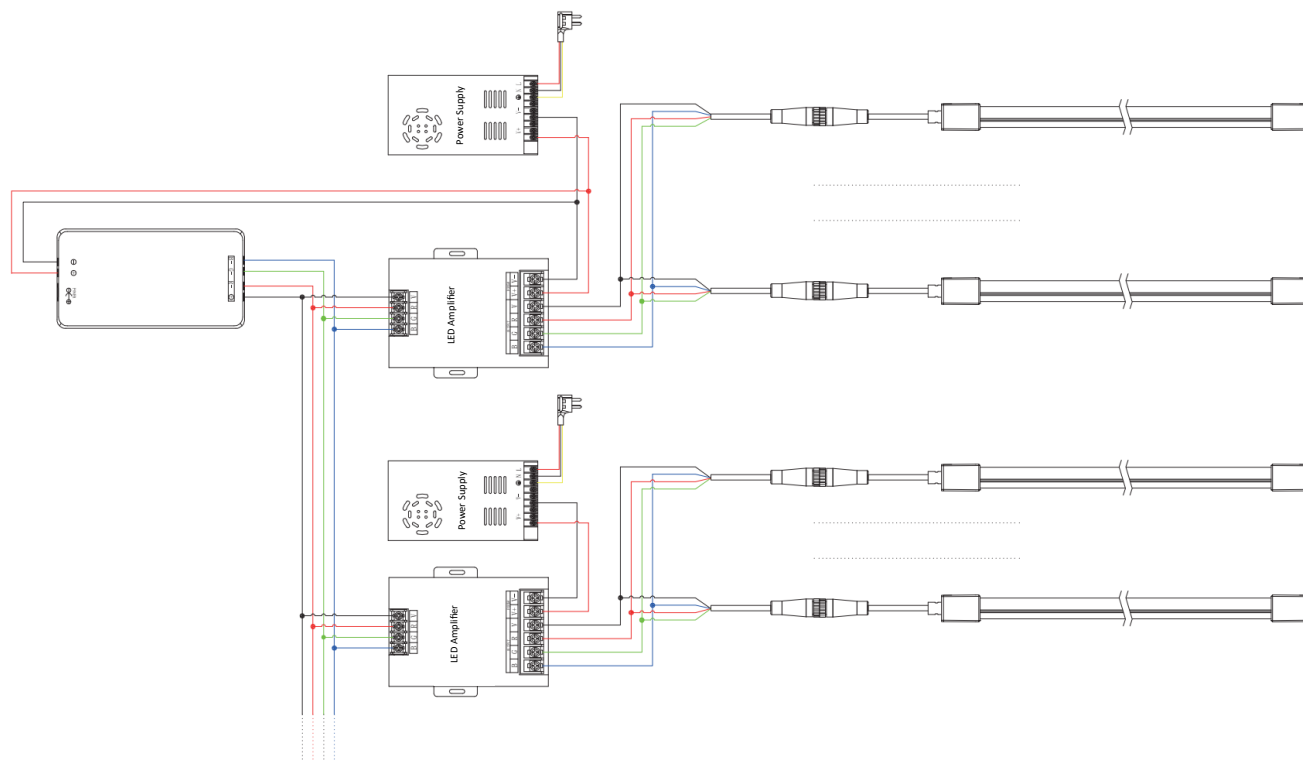 Power Supply
L
N
V-
V+
LED Amplifier
V
R
G
B
V-
V+
V
R
G
B
Power Supply
L
N
V-
V+
LED Amplifier
V
R
G
B
V-
V+
V
R
G
B